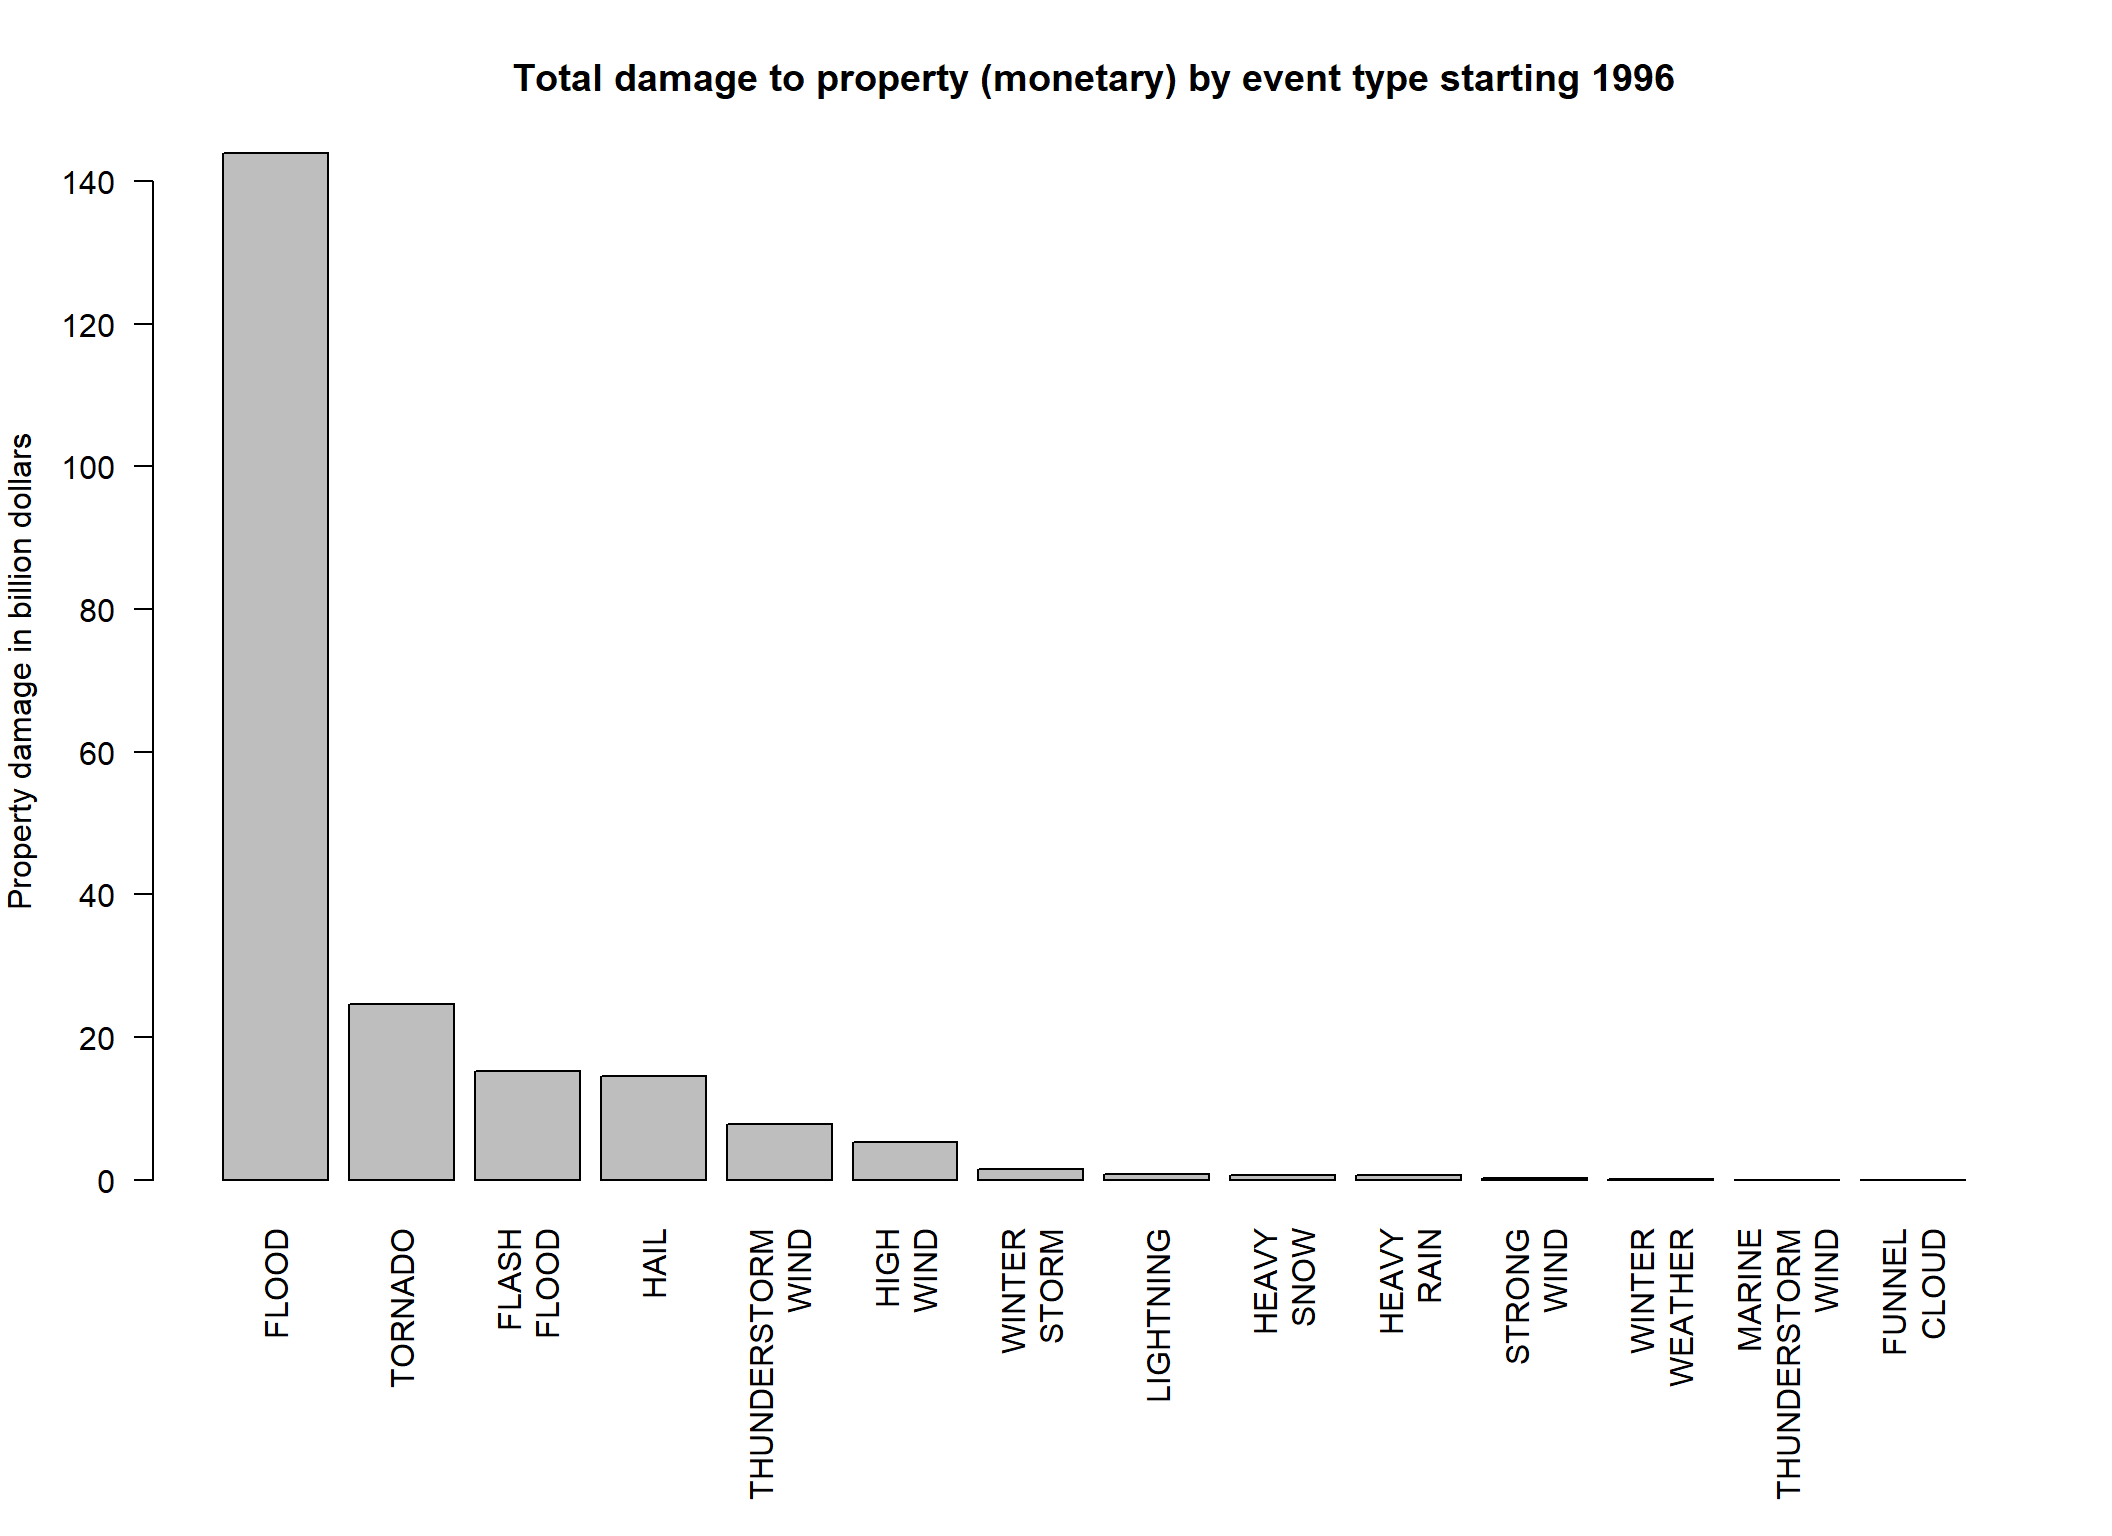 Total damage to property (monetary) by event type starting 1996
Property damage in billion dollars
140
120
100
80
60
40
20
0
FLOOD
TORNADO
FLASH
FLOOD
HAIL
THUNDERSTORM
WIND
HIGH
WIND
WINTER
STORM
LIGHTNING
HEAVY
SNOW
HEAVY
RAIN
STRONG
WIND
WINTER
WEATHER
MARINE
THUNDERSTORM
WIND
FUNNEL
CLOUD